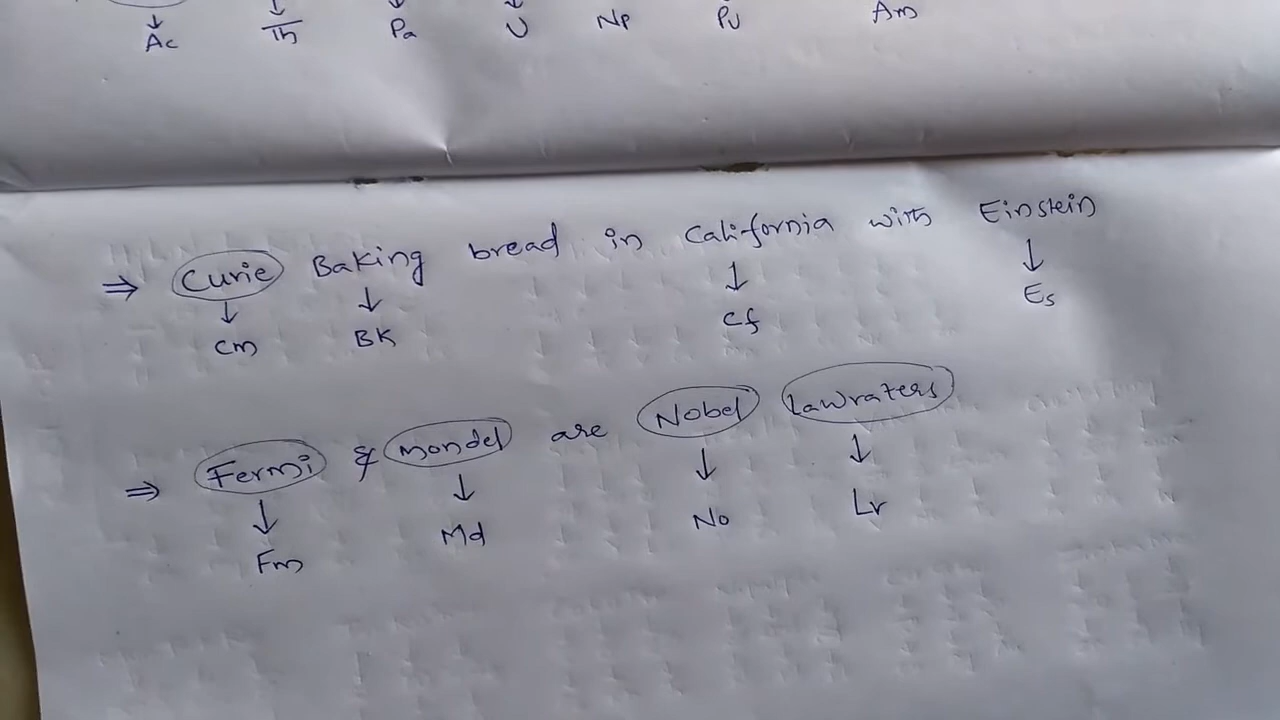 Ac Th Pa U Np Pu Am
⇒ Curie Baking bread in California with Einstein
Cm BK Cf Es
⇒ Fermi & mondel are Nobel Lawraters
Fm Md No Lr